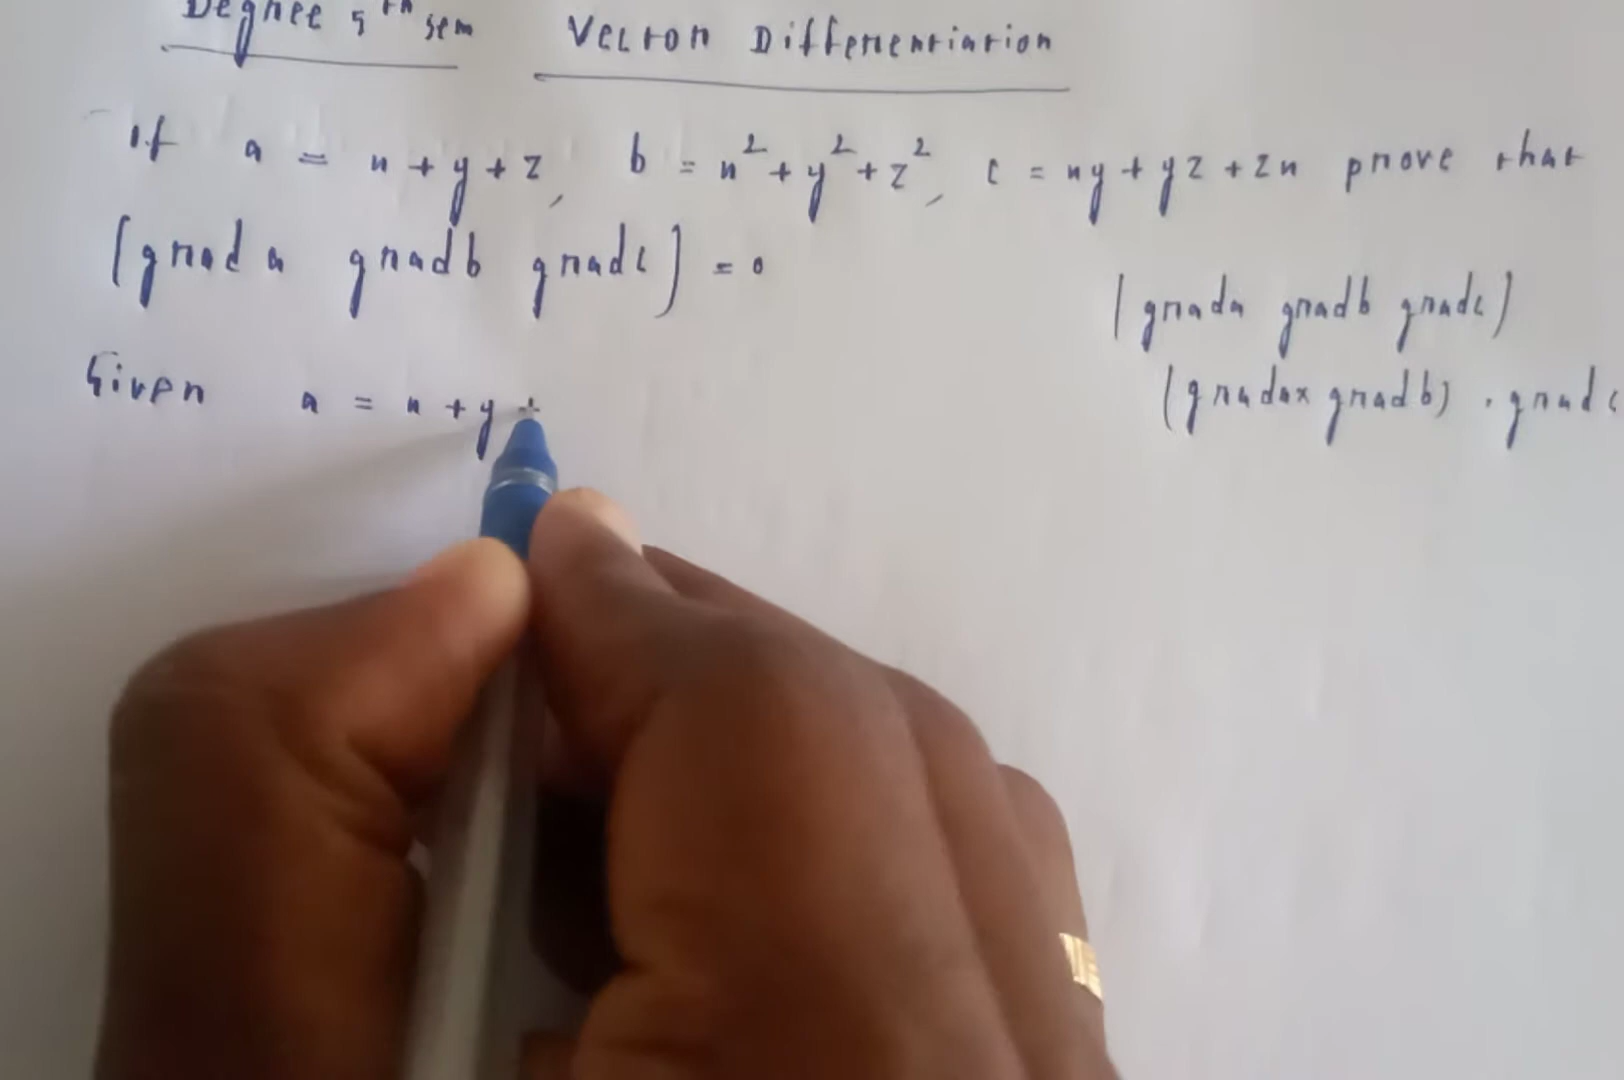 Degree 5th sem Vector Differentiation
If a = x + y + z, b = x² + y² + z², c = xy + yz + zx prove that
[grad a grad b grad c] = 0
[grad a grad b grad c]
Given a = x + y +
(grad a x grad b) . grad c